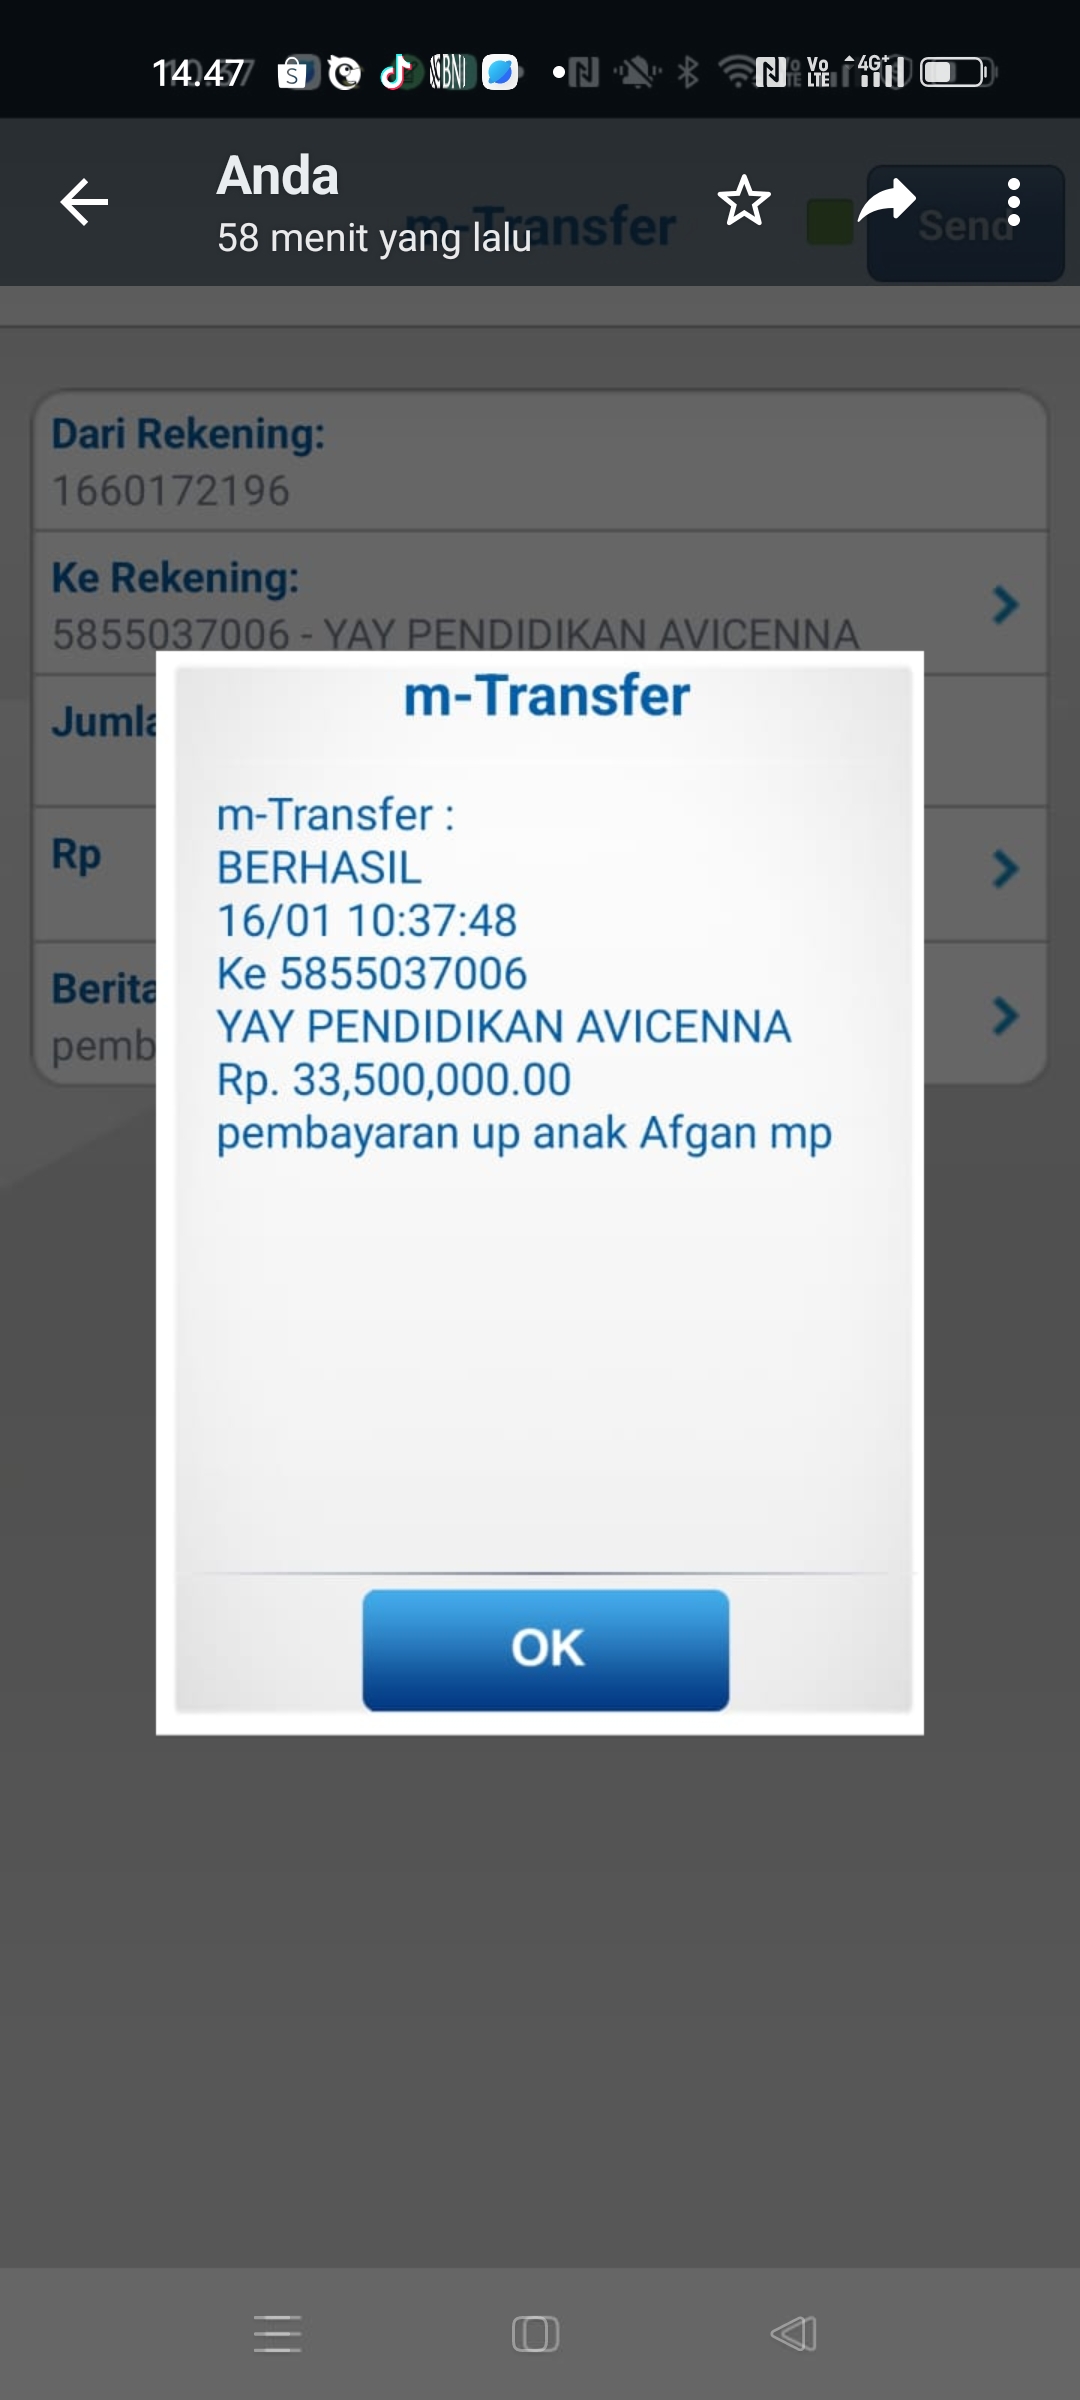 14.47
Anda
58 menit yang lalu
m-Transfer
Send
Dari Rekening:
1660172196
Ke Rekening:
5855037006 - YAY PENDIDIKAN AVICENNA
Jumla
Rp
Berita
pemb
m-Transfer
m-Transfer :
BERHASIL
16/01 10:37:48
Ke 5855037006
YAY PENDIDIKAN AVICENNA
Rp. 33,500,000.00
pembayaran up anak Afgan mp
OK